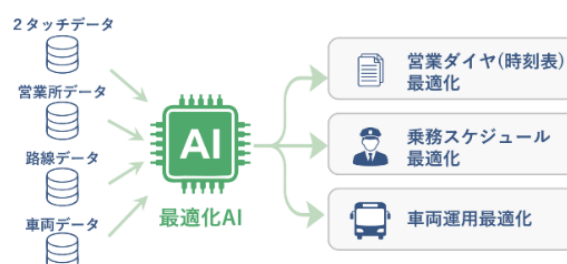 2タッチデータ
営業所データ
路線データ
車両データ
AI
最適化AI
営業ダイヤ(時刻表)
最適化
乗務スケジュール
最適化
車両運用最適化